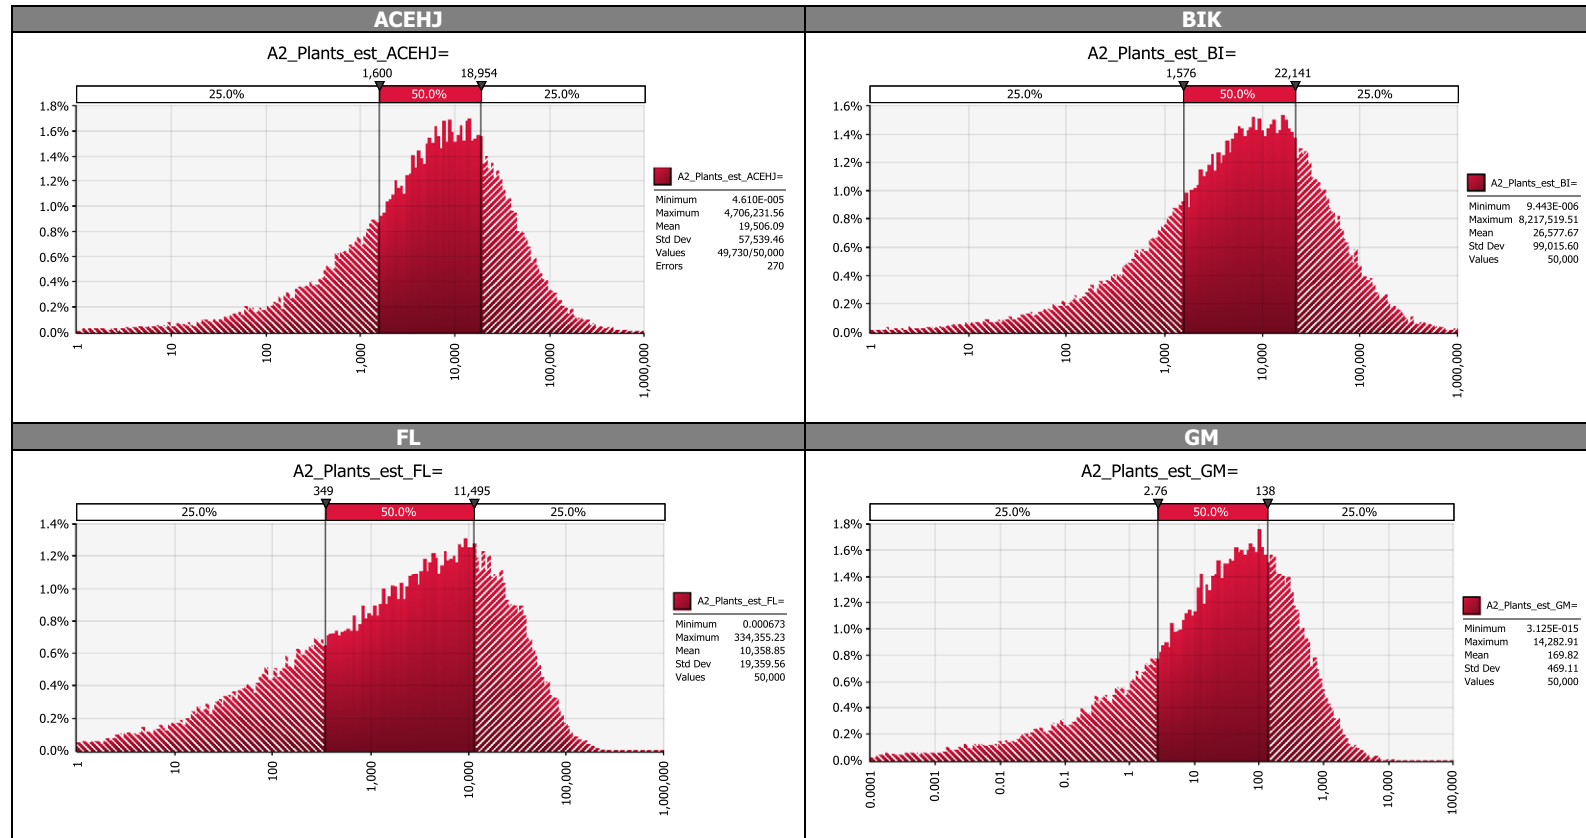 ACEHJ
A2_Plants_est_ACEHJ=
1,600 18,954
25.0% 50.0% 25.0%
1.8%
1.6%
1.4%
1.2%
1.0%
0.8%
0.6%
0.4%
0.2%
0.0%
1 10 100 1,000 10,000 100,000 1,000,000
A2_Plants_est_ACEHJ=
Minimum 4.610E-005
Maximum 4,706,231.56
Mean 19,506.09
Std Dev 57,539.46
Values 49,730/50,000
Errors 270
BIK
A2_Plants_est_BI=
1,576 22,141
25.0% 50.0% 25.0%
1.6%
1.4%
1.2%
1.0%
0.8%
0.6%
0.4%
0.2%
0.0%
1 10 100 1,000 10,000 100,000 1,000,000
A2_Plants_est_BI=
Minimum 9.443E-006
Maximum 8,217,519.51
Mean 26,577.67
Std Dev 99,015.60
Values 50,000
FL
A2_Plants_est_FL=
349 11,495
25.0% 50.0% 25.0%
1.4%
1.2%
1.0%
0.8%
0.6%
0.4%
0.2%
0.0%
1 10 100 1,000 10,000 100,000 1,000,000
A2_Plants_est_FL=
Minimum 0.000673
Maximum 334,355.23
Mean 10,358.85
Std Dev 19,359.56
Values 50,000
GM
A2_Plants_est_GM=
2.76 138
25.0% 50.0% 25.0%
1.8%
1.6%
1.4%
1.2%
1.0%
0.8%
0.6%
0.4%
0.2%
0.0%
0.0001 0.001 0.01 0.1 1 10 100 1,000 10,000 100,000
A2_Plants_est_GM=
Minimum 3.125E-015
Maximum 14,282.91
Mean 169.82
Std Dev 469.11
Values 50,000